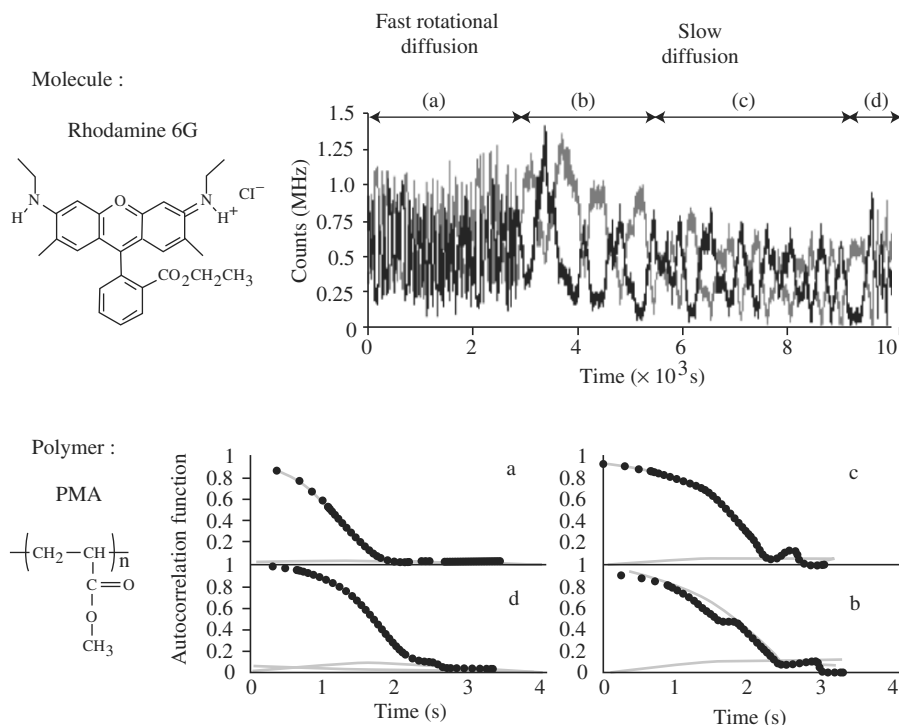 Fast rotational
diffusion
Slow
diffusion
Molecule :
Rhodamine 6G
(a) (b) (c) (d)
Counts (MHz)
1.5
1.25
1.0
0.75
0.5
0.25
0
0 2 4 6 8 10
Time (× 10³ s)
N
H
O
N
H⁺
Cl⁻
CO₂CH₂CH₃
Polymer :
PMA
(CH₂ CH)n
C O
O
CH₃
Autocorrelation function
1
0.8
0.6
0.4
0.2
a
1
0.8
0.6
0.4
0.2
0
d
0 1 2 3 4
Time (s)
1
0.8
0.6
0.4
0.2
c
1
0.8
0.6
0.4
0.2
0
b
0 1 2 3 4
Time (s)